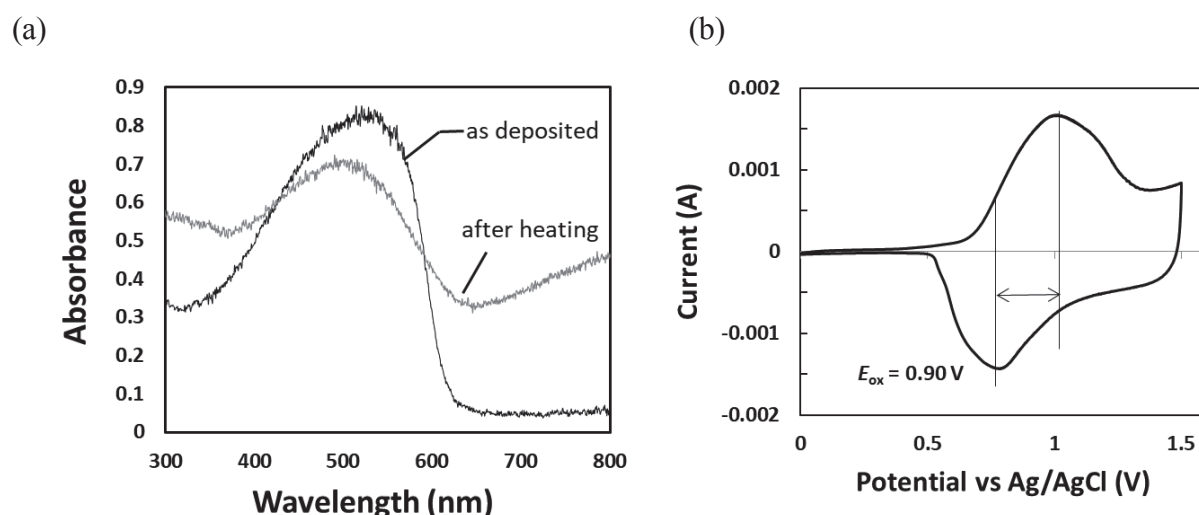 (a)
(b)
0.9
0.8
0.7
0.6
0.5
0.4
0.3
0.2
0.1
0
300 400 500 600 700 800
Absorbance
Wavelength (nm)
as deposited
after heating
0.002
0.001
0
-0.001
-0.002
0 0.5 1 1.5
Current (A)
Potential vs Ag/AgCl (V)
Eox = 0.90 V